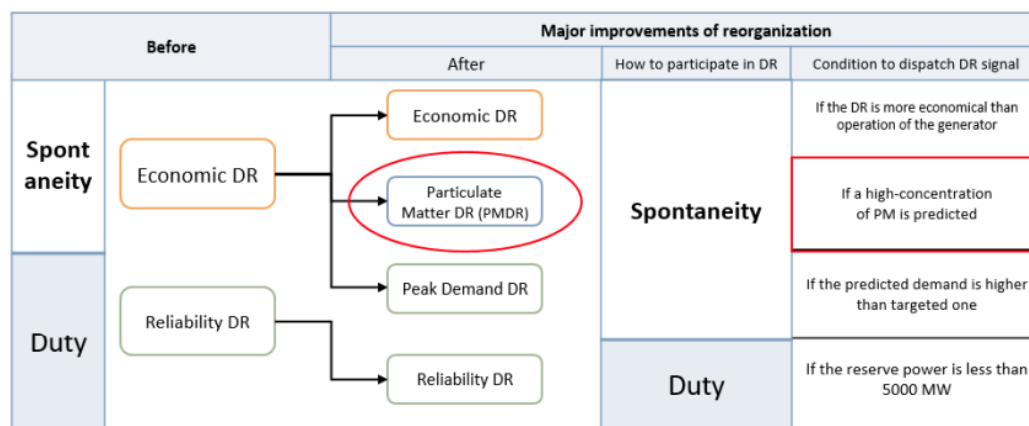 Before
Major improvements of reorganization
After
How to participate in DR
Condition to dispatch DR signal
Spont
aneity
Duty
Economic DR
Reliability DR
Economic DR
Particulate
Matter DR (PMDR)
Peak Demand DR
Reliability DR
Spontaneity
Duty
If the DR is more economical than
operation of the generator
If a high-concentration
of PM is predicted
If the predicted demand is higher
than targeted one
If the reserve power is less than
5000 MW